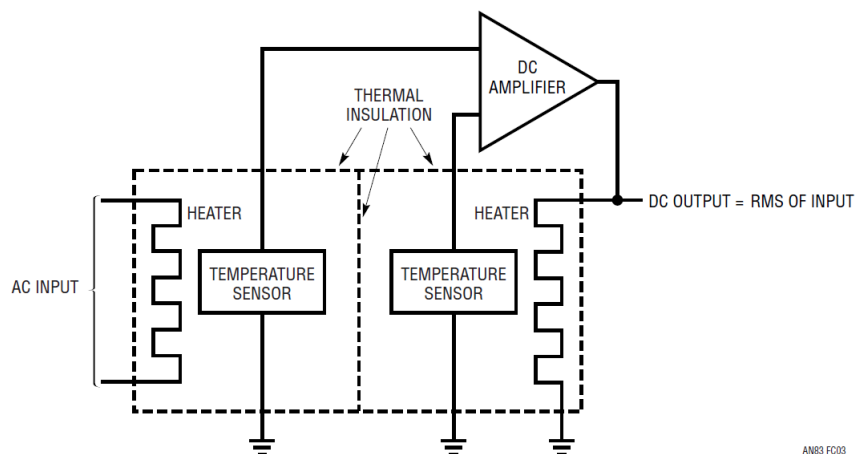 DC
AMPLIFIER
THERMAL
INSULATION
HEATER
HEATER
DC OUTPUT = RMS OF INPUT
TEMPERATURE
SENSOR
TEMPERATURE
SENSOR
AC INPUT
AN83 FC03